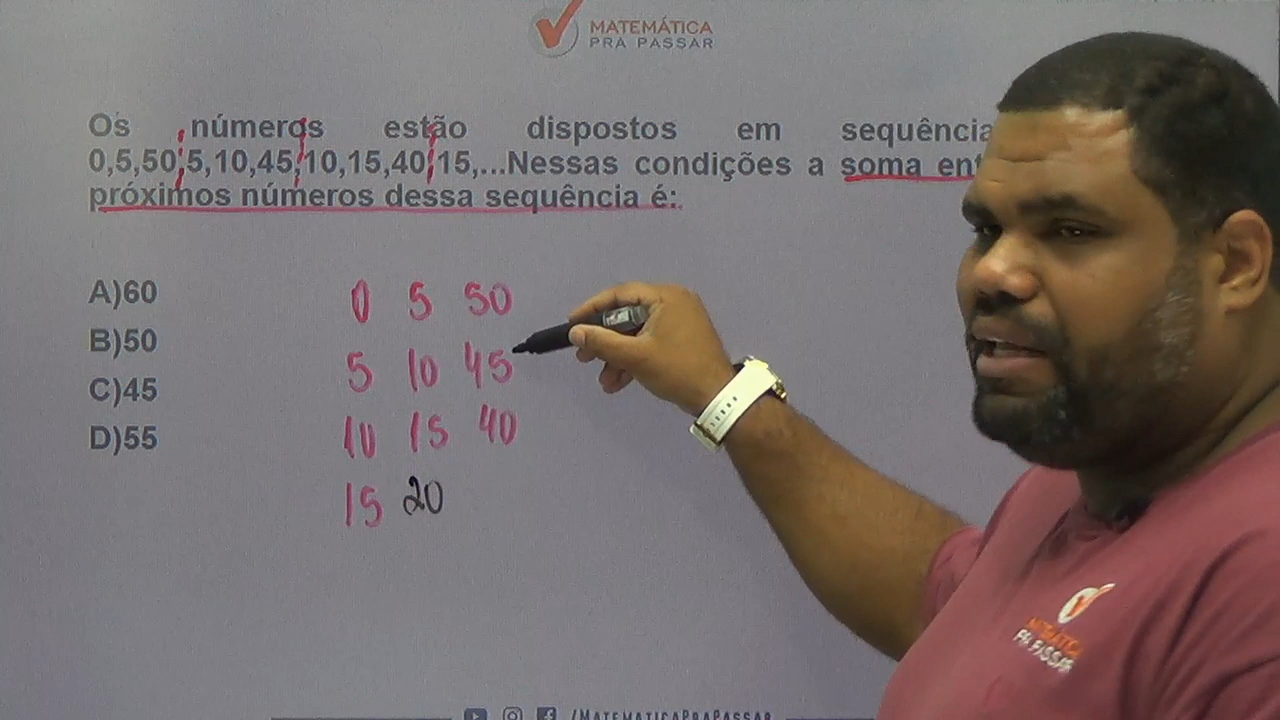 MATEMÁTICA
PRA PASSAR
Os números estão dispostos em sequência
0,5,50,5,10,45,10,15,40,15,...Nessas condições a soma
próximos números dessa sequência é:
A)60
B)50
C)45
D)55
0 5 50
5 10 45
10 15 40
15 20
MATEMÁTICA
PRA PASSAR
/MATEMATICAPRAPASSAR